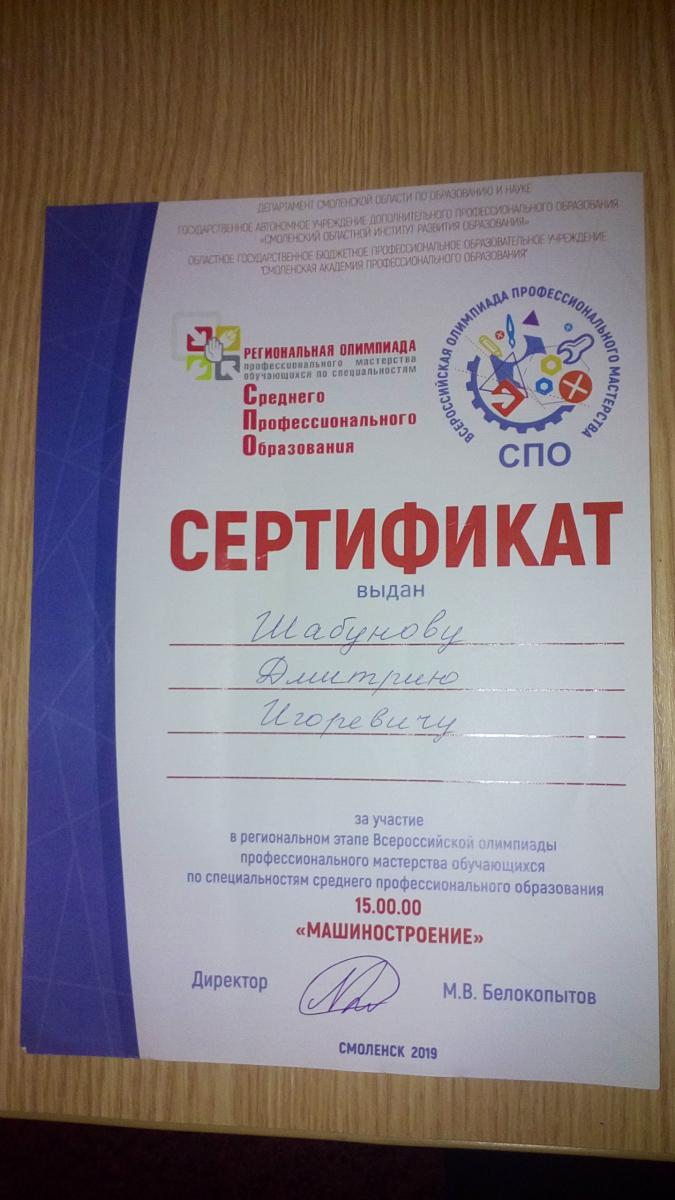 ДЕПАРТАМЕНТ СМОЛЕНСКОЙ ОБЛАСТИ ПО ОБРАЗОВАНИЮ И НАУКЕ
ГОСУДАРСТВЕННОЕ АВТОНОМНОЕ УЧРЕЖДЕНИЕ ДОПОЛНИТЕЛЬНОГО ПРОФЕССИОНАЛЬНОГО ОБРАЗОВАНИЯ
«СМОЛЕНСКИЙ ОБЛАСТНОЙ ИНСТИТУТ РАЗВИТИЯ ОБРАЗОВАНИЯ»
ОБЛАСТНОЕ ГОСУДАРСТВЕННОЕ БЮДЖЕТНОЕ ПРОФЕССИОНАЛЬНОЕ ОБРАЗОВАТЕЛЬНОЕ УЧРЕЖДЕНИЕ
"СМОЛЕНСКАЯ АКАДЕМИЯ ПРОФЕССИОНАЛЬНОГО ОБРАЗОВАНИЯ"
РЕГИОНАЛЬНАЯ ОЛИМПИАДА
профессионального мастерства
обучающихся по специальностям
Среднего
Профессионального
Образования
ВСЕРОССИЙСКАЯ ОЛИМПИАДА ПРОФЕССИОНАЛЬНОГО МАСТЕРСТВА
СПО
СЕРТИФИКАТ
выдан
Шабунову
Дмитрию
Игоревичу
за участие
в региональном этапе Всероссийской олимпиады
профессионального мастерства обучающихся
по специальностям среднего профессионального образования
15.00.00
«МАШИНОСТРОЕНИЕ»
Директор
М.В. Белокопытов
СМОЛЕНСК 2019